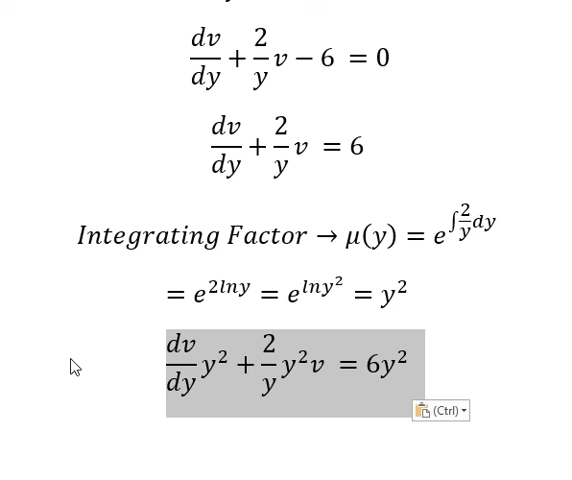 dv/dy + 2/y v − 6 = 0
dv/dy + 2/y v = 6
Integrating Factor → μ(y) = e^∫2/y dy
= e^2lny = e^lny² = y²
dv/dy y² + 2/y y²v = 6y²
(Ctrl)